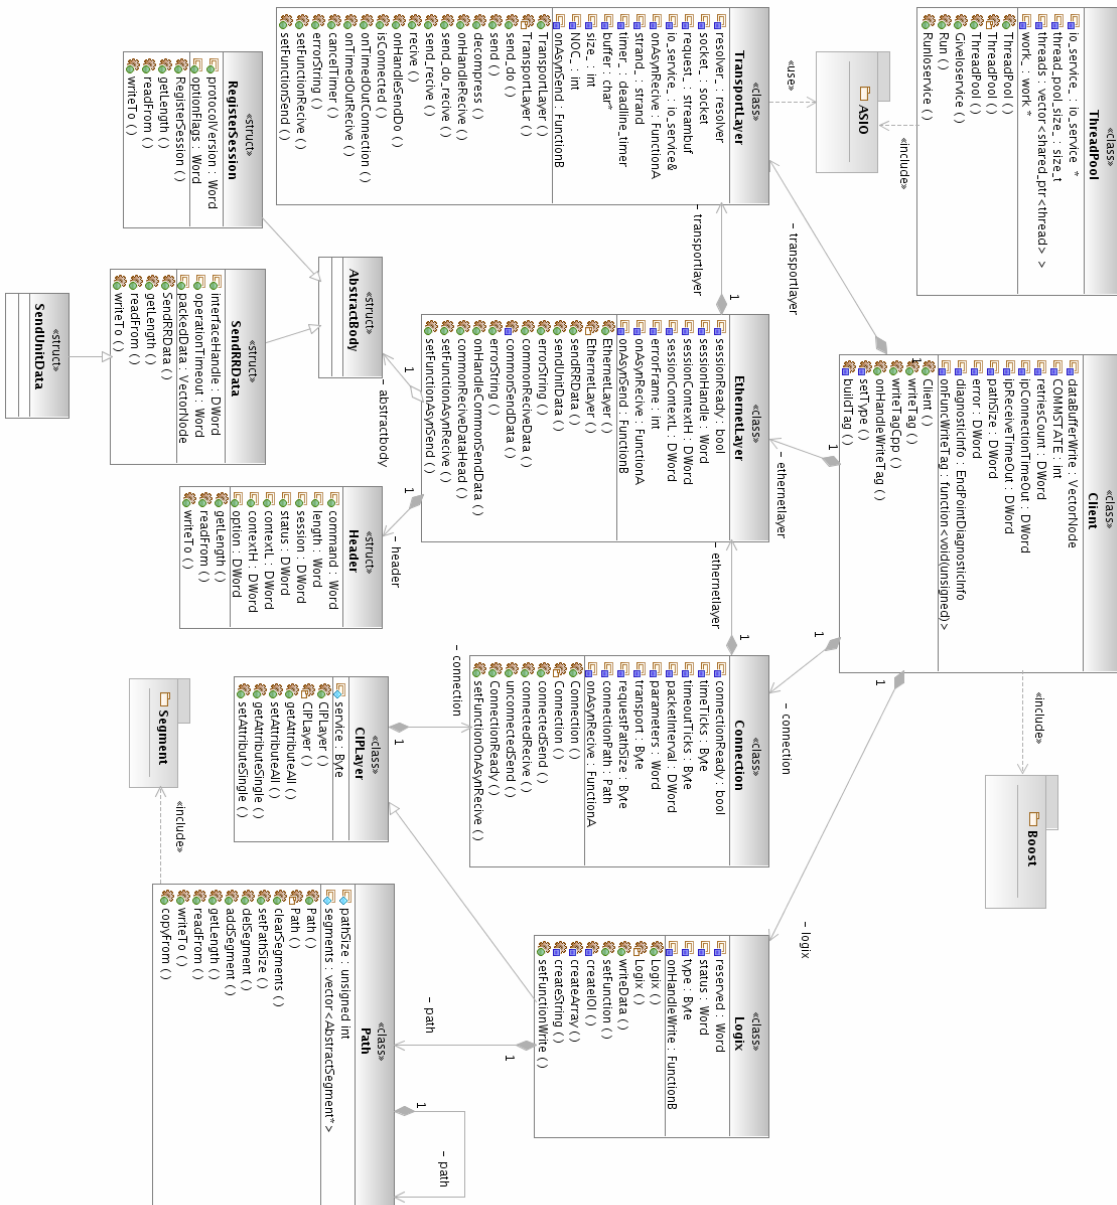 «class»
ThreadPool
io_service_ : io_service *
thread_pool_size_ : size_t
threads : vector<shared_ptr<thread> >
work_ : work *
ThreadPool ( )
ThreadPool ( )
ThreadPool ( )
GiveIoservice ( )
Run ( )
RunIoservice ( )
«include»
ASIO
«use»
«class»
Client
dataBufferWrite : VectorNode
COMMSTATE : int
retriesCount : DWord
ipConnectionTimeOut : DWord
ipReceiveTimeOut : DWord
pathSize : DWord
error : DWord
diagnosticInfo : EndPointDiagnosticInfo
onFuncWriteTag : function<void(unsigned)>
Client ( )
writeTag ( )
writeTagCpp ( )
onHandleWriteTag ( )
setType ( )
buildTag ( )
«include»
Boost
1
– transportlayer
1
– ethernetlayer
1
– connection
1
– logix
«class»
TransportLayer
resolver_ : resolver
socket_ : socket
request_ : streambuf
io_service_ : io_service&
onAsynRecive : FunctionA
strand_ : strand
timer_ : deadline_timer
buffer : char*
size_ : int
NOC_ : int
onAsynSend : FunctionB
TransportLayer ( )
TransportLayer ( )
send_do ( )
send ( )
decompress ( )
onHandleRecive ( )
send_do_recive ( )
send_recive ( )
recive ( )
onHandleSendDo ( )
isConnected ( )
onTimedOutConnection ( )
onTimedOutRecive ( )
cancelTimer ( )
errorString ( )
setFunctionRecive ( )
setFunctionSend ( )
– transportlayer
1
«class»
EthernetLayer
sessionReady : bool
sessionHandle : Word
sessionContextH : DWord
sessionContextL : DWord
errorFrame : int
onAsynRecive : FunctionA
onAsynSend : FunctionB
EthernetLayer ( )
EthernetLayer ( )
sendRRData ( )
sendUnitData ( )
errorString ( )
commonReciveData ( )
commonSendData ( )
onHandleCommonSendData ( )
errorString ( )
commonReciveDataHead ( )
setFunctionAsynRecive ( )
setFunctionAsynSend ( )
– ethernetlayer
1
«class»
Connection
connectionReady : bool
timeTicks : Byte
timeoutTicks : Byte
packetInterval : DWord
parameters : Word
transport : Byte
requestPathSize : Byte
connectionPath : Path
onAsynRecive : FunctionA
Connection ( )
Connection ( )
connectedSend ( )
connectedRecive ( )
unconnectedSend ( )
ConnectionReady ( )
setFunctionOnAsynRecive ( )
«class»
Logix
reserved : Word
status : Word
type : Byte
onHandleWrite : FunctionB
Logix ( )
Logix ( )
writeData ( )
setFunction ( )
createIOI ( )
createArray ( )
createString ( )
setFunctionWrite ( )
1
– abstractbody
1
– header
– connection
1
1
– path
«struct»
RegisterSession
protocolVersion : Word
optionFlags : Word
RegisterSession ( )
getLength ( )
readFrom ( )
writeTo ( )
«struct»
AbstractBody
«struct»
SendRRData
interfaceHandle : DWord
operationTimeout : Word
packedData : VectorNode
SendRRData ( )
getLength ( )
readFrom ( )
writeTo ( )
«struct»
SendUnitData
«struct»
Header
command : Word
length : Word
session : DWord
status : DWord
contextL : DWord
contextH : DWord
option : DWord
getLength ( )
readFrom ( )
writeTo ( )
«class»
CIPLayer
service : Byte
CIPLayer ( )
CIPLayer ( )
getAttributeAll ( )
setAttributeAll ( )
getAttributeSingle ( )
setAttributeSingle ( )
Segment
«include»
«class»
Path
pathSize : unsigned int
segments : vector<AbstractSegment*>
Path ( )
Path ( )
clearSegments ( )
setPathSize ( )
delSegment ( )
addSegment ( )
getLength ( )
readFrom ( )
writeTo ( )
copyFrom ( )
1
– path